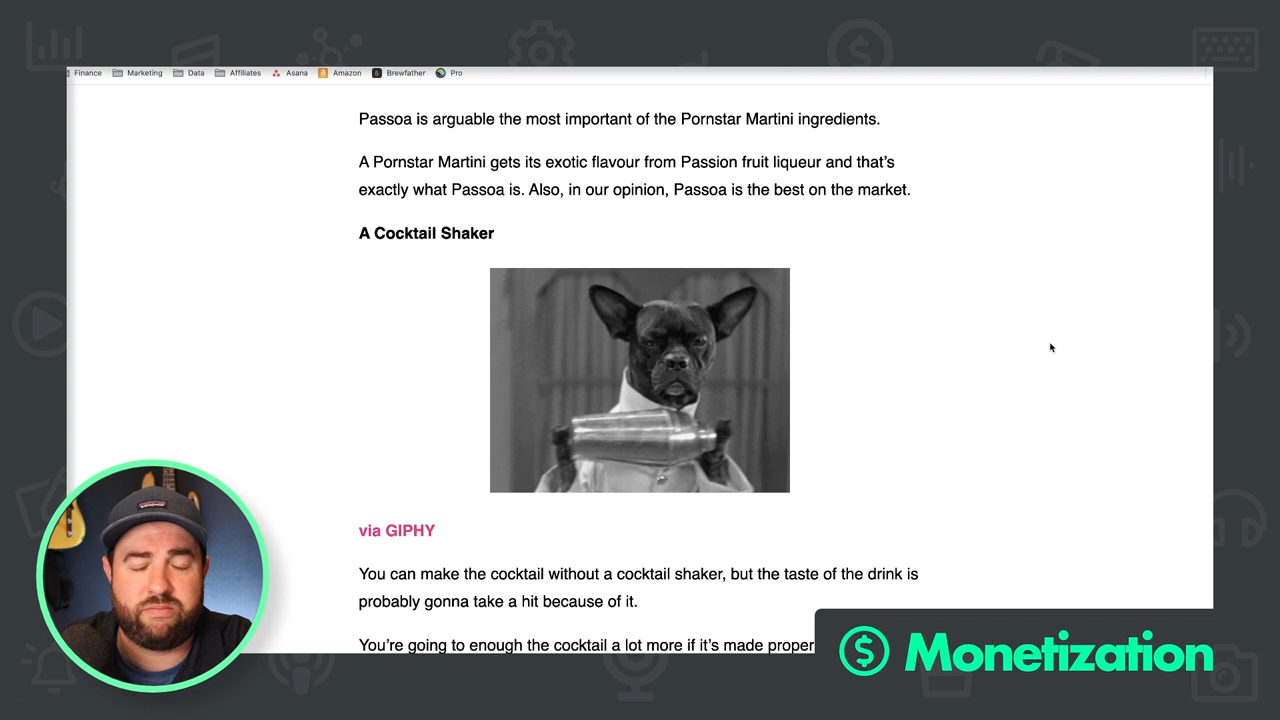 Finance Marketing Data Affiliates Asana Amazon Brewfather Pro
Passoa is arguable the most important of the Pornstar Martini ingredients.
A Pornstar Martini gets its exotic flavour from Passion fruit liqueur and that's
exactly what Passoa is. Also, in our opinion, Passoa is the best on the market.
A Cocktail Shaker
via GIPHY
You can make the cocktail without a cocktail shaker, but the taste of the drink is
probably gonna take a hit because of it.
You're going to enough the cocktail a lot more if it's made proper
Monetization